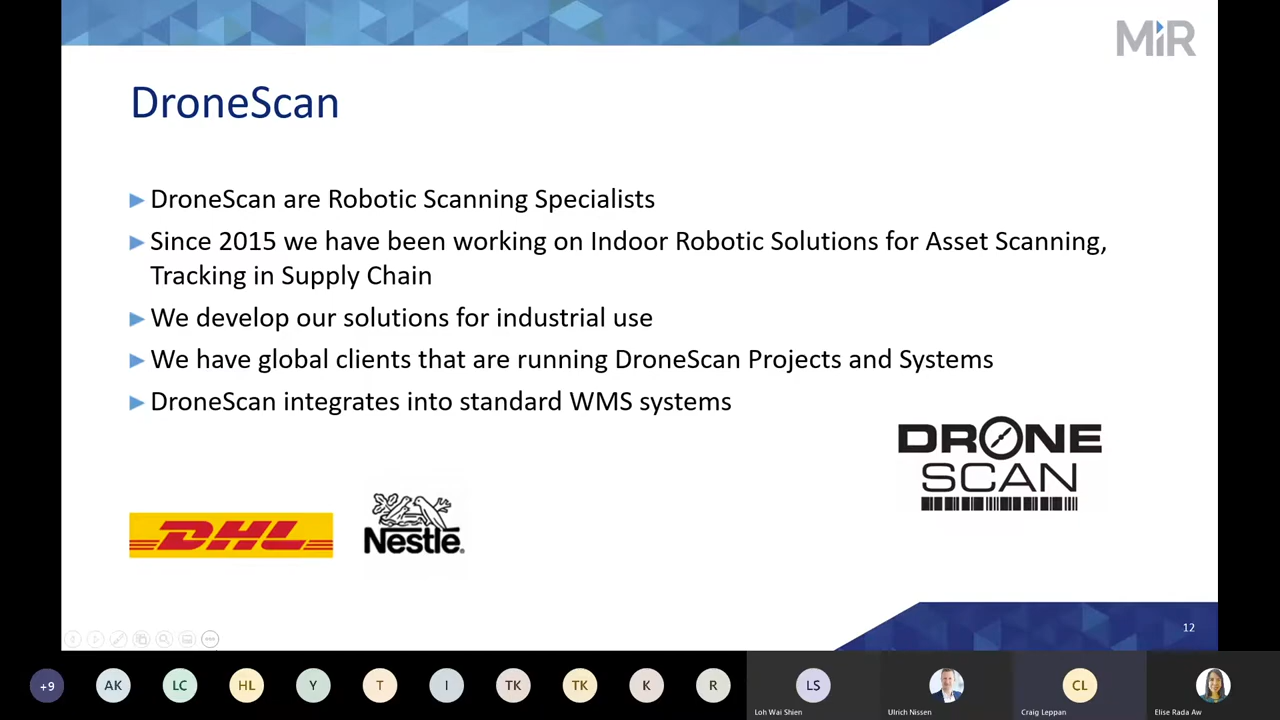 MiR
DroneScan
DroneScan are Robotic Scanning Specialists
Since 2015 we have been working on Indoor Robotic Solutions for Asset Scanning,
Tracking in Supply Chain
We develop our solutions for industrial use
We have global clients that are running DroneScan Projects and Systems
DroneScan integrates into standard WMS systems
DRONE
SCAN
DHL
Nestlé
12
+9 AK LC HL Y T I TK TK K R LS CL
Loh Wai Shien Ulrich Nissen Craig Leppan Elise Rada Aw